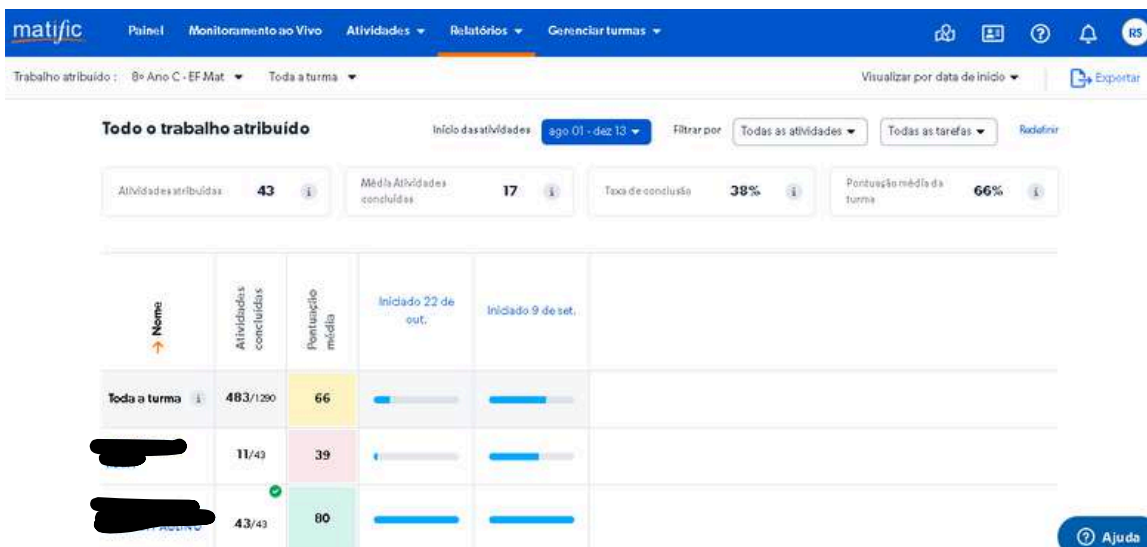 matific Painel Monitoramento ao Vivo Atividades Relatórios Gerenciar turmas RS
Trabalho atribuído : 8º Ano C - EF Mat Toda a turma Visualizar por data de início Exportar
Todo o trabalho atribuído Início das atividades ago 01 - dez 13 Filtrar por Todas as atividades Todas as tarefas Redefinir
Atividades atribuídas 43 i
Média Atividades concluídas 17 i
Taxa de conclusão 38% i
Pontuação média da turma 66% i
Nome
Atividades concluídas
Pontuação média
Iniciado 22 de out.
Iniciado 9 de set.
Toda a turma i 483/1290 66
11/43 39
43/43 80
Ajuda